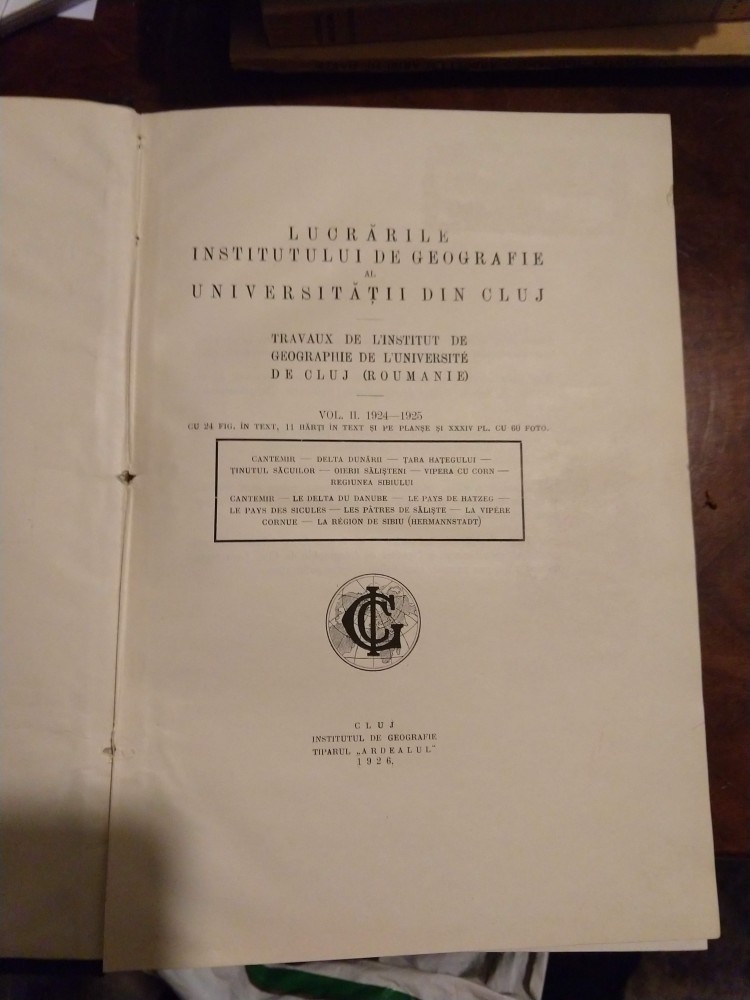 LUCRĂRILE
INSTITUTULUI DE GEOGRAFIE
AL
UNIVERSITĂȚII DIN CLUJ
TRAVAUX DE L'INSTITUT DE
GEOGRAPHIE DE L'UNIVERSITÉ
DE CLUJ (ROUMANIE)
VOL. II. 1924—1925
CU 24 FIG. ÎN TEXT, 11 HĂRȚI ÎN TEXT ȘI PE PLANȘE ȘI XXXIV PL. CU 60 FOTO.
CANTEMIR — DELTA DUNĂRII — ȚARA HAȚEGULUI —
ȚINUTUL SĂCUILOR — OIERII SĂLIȘTENI — VIPERA CU CORN —
REGIUNEA SIBIULUI
CANTEMIR — LE DELTA DU DANUBE — LE PAYS DE HATZEG —
LE PAYS DES SICULES — LES PÂTRES DE SĂLIȘTE — LA VIPÉRE
CORNUE — LA RÉGION DE SIBIU (HERMANNSTADT)
CIG
CLUJ
INSTITUTUL DE GEOGRAFIE
TIPARUL „ARDEALUL"
1926.